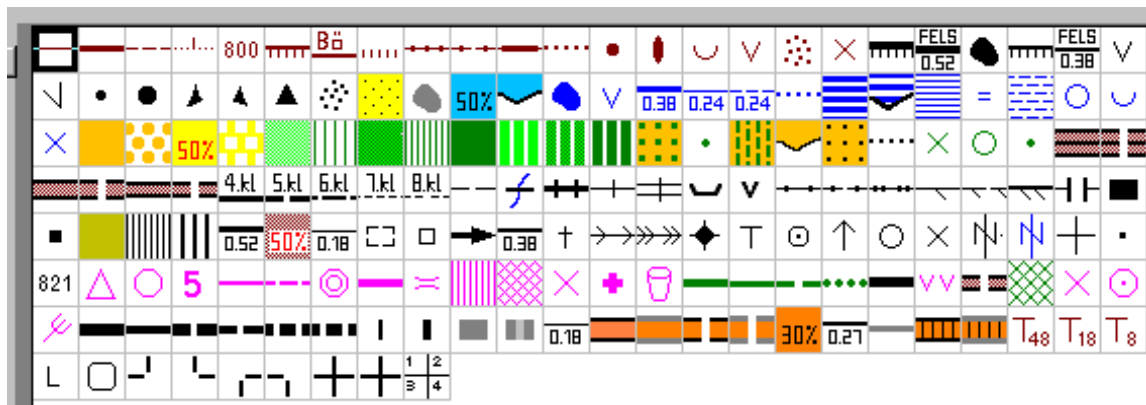 800 Bö FELS 0.52 FELS 0.38
50% 0.38 0.24 0.24
50%
4.kl 5.kl 6.kl 7.kl 8.kl
0.52 50% 0.18 0.38
821 5
0.18 30% 0.27 T48 T18 T8
L 1 2 3 4